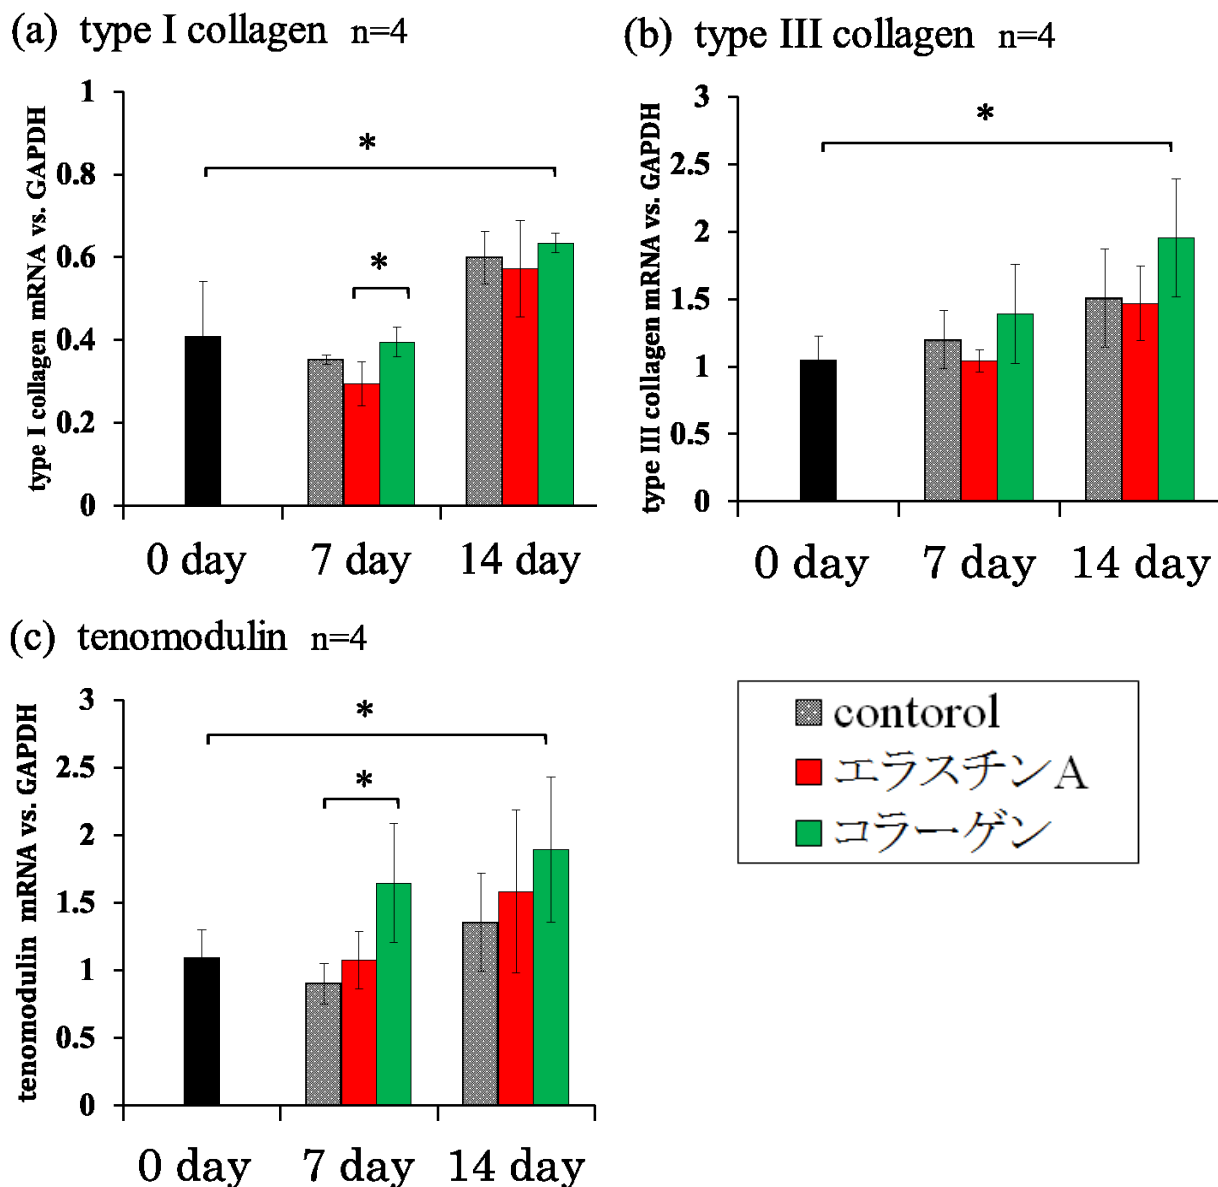 (a) type I collagen n=4
type I collagen mRNA vs. GAPDH
1
0.8
0.6
0.4
0.2
0
*
*
0 day 7 day 14 day
(b) type III collagen n=4
type III collagen mRNA vs. GAPDH
3
2.5
2
1.5
1
0.5
0
*
0 day 7 day 14 day
(c) tenomodulin n=4
tenomodulin mRNA vs. GAPDH
3
2.5
2
1.5
1
0.5
0
*
*
0 day 7 day 14 day
contorol
エラスチンA
コラーゲン